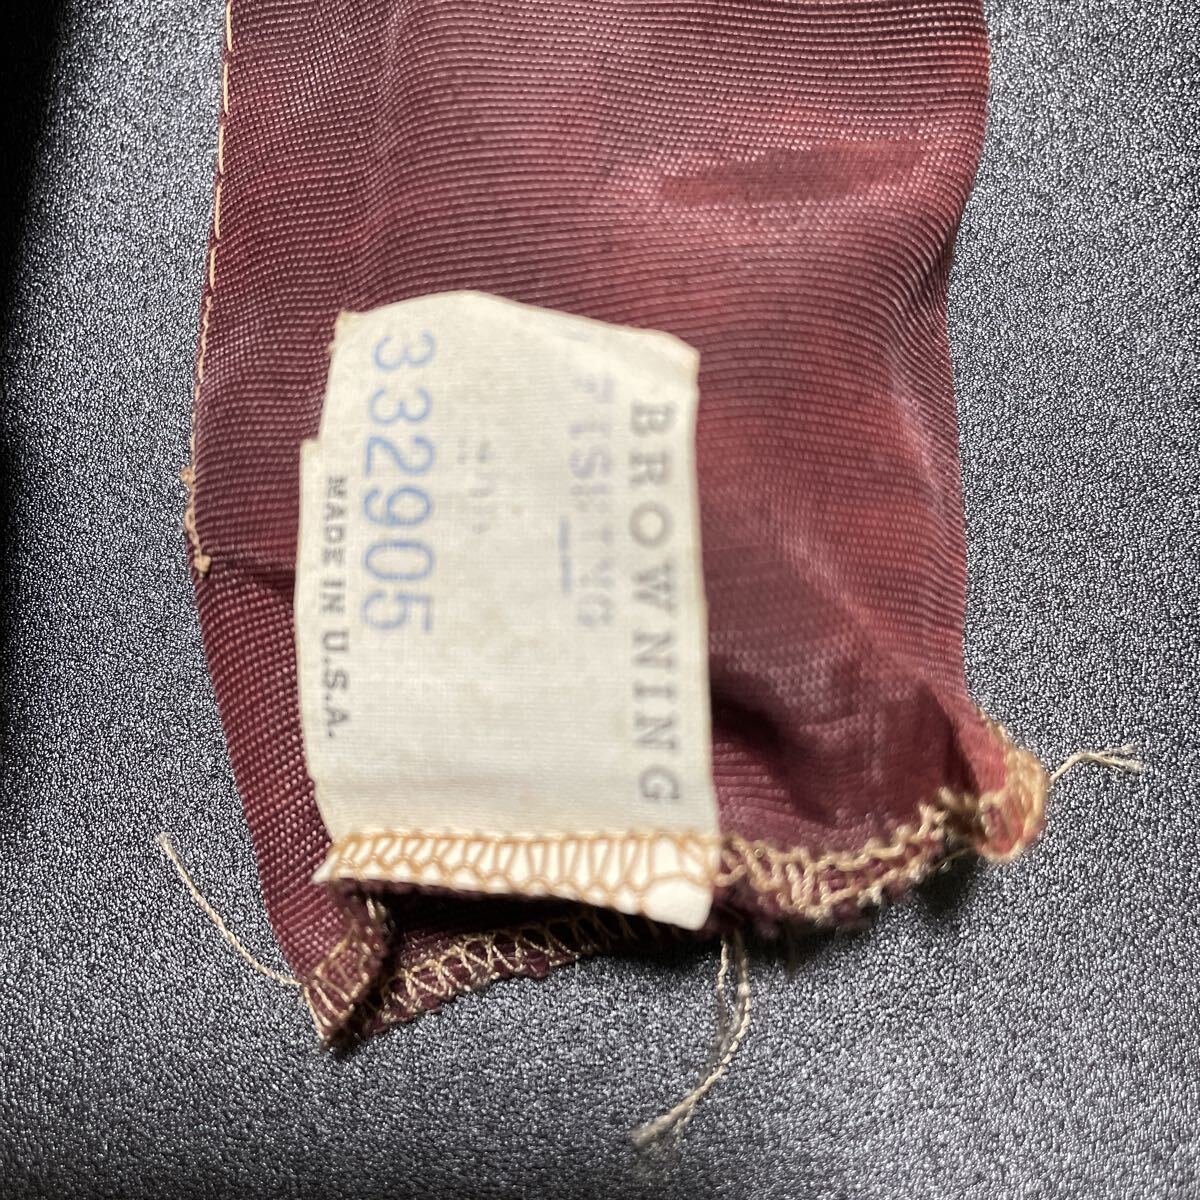 BROWNING
FISHING
332905
MADE IN U.S.A.